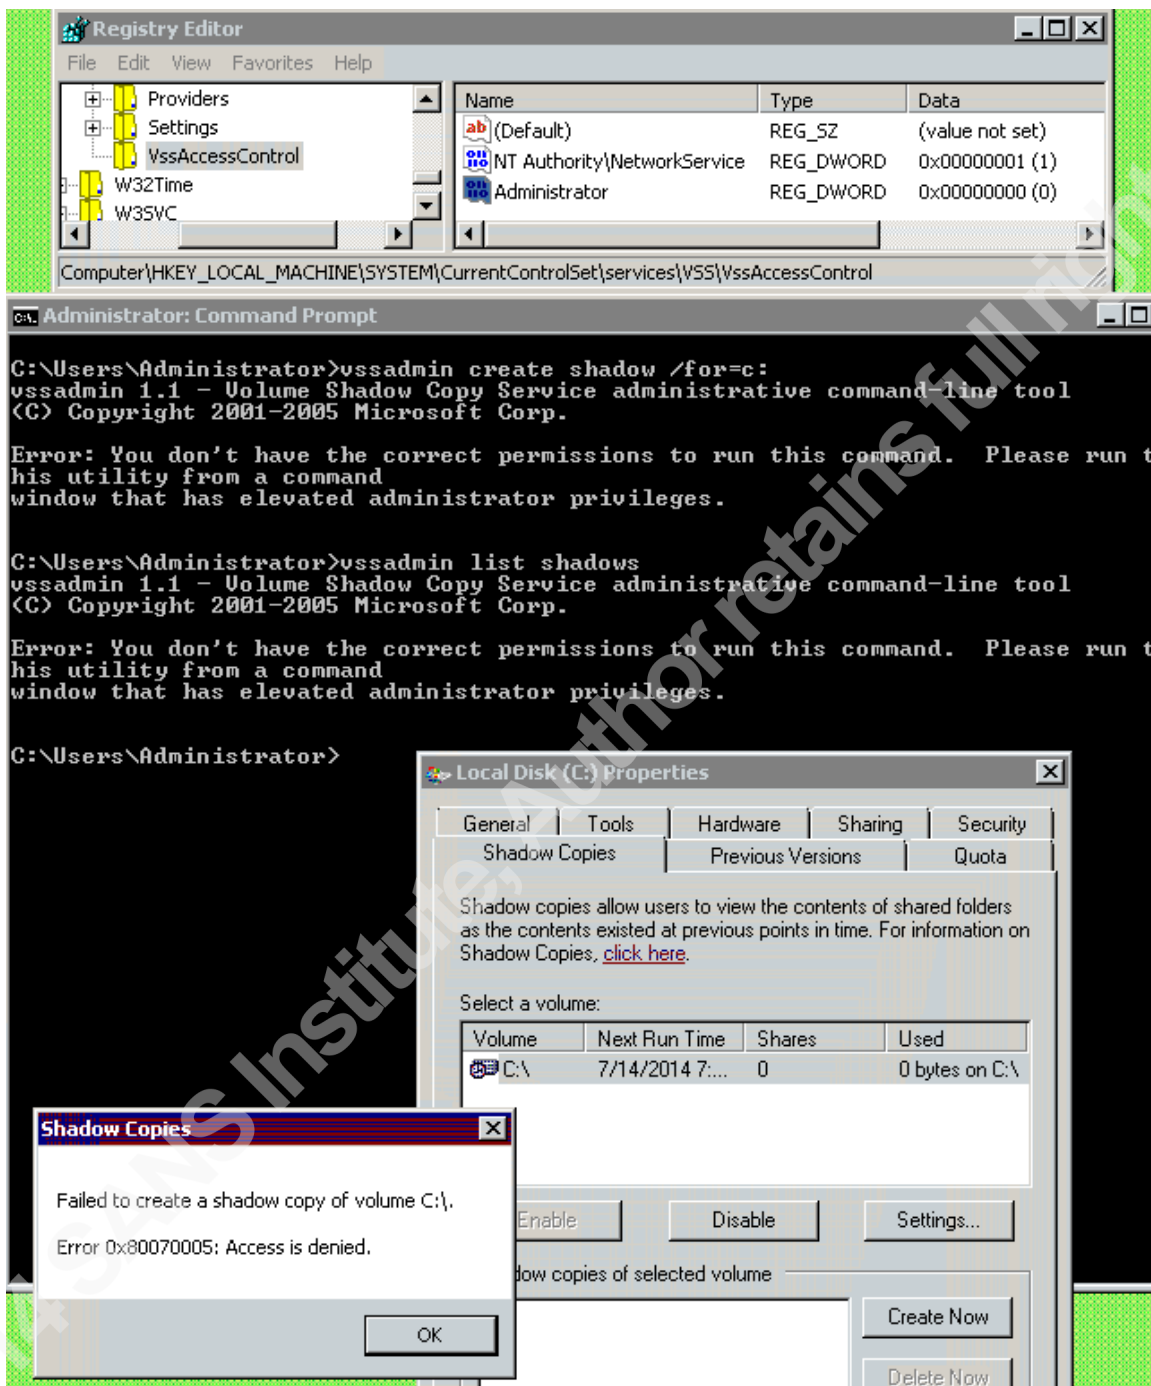 Registry Editor
File Edit View Favorites Help
Providers
Settings
VssAccessControl
W32Time
W3SVC
Name Type Data
(Default) REG_SZ (value not set)
NT Authority\NetworkService REG_DWORD 0x00000001 (1)
Administrator REG_DWORD 0x00000000 (0)
Computer\HKEY_LOCAL_MACHINE\SYSTEM\CurrentControlSet\services\VSS\VssAccessControl
Administrator: Command Prompt
C:\Users\Administrator>vssadmin create shadow /for=c:
vssadmin 1.1 - Volume Shadow Copy Service administrative command-line tool
(C) Copyright 2001-2005 Microsoft Corp.
Error: You don't have the correct permissions to run this command.  Please run t
his utility from a command
window that has elevated administrator privileges.
C:\Users\Administrator>vssadmin list shadows
vssadmin 1.1 - Volume Shadow Copy Service administrative command-line tool
(C) Copyright 2001-2005 Microsoft Corp.
Error: You don't have the correct permissions to run this command.  Please run t
his utility from a command
window that has elevated administrator privileges.
C:\Users\Administrator>
Local Disk (C:) Properties
General Tools Hardware Sharing Security
Shadow Copies Previous Versions Quota
Shadow copies allow users to view the contents of shared folders
as the contents existed at previous points in time. For information on
Shadow Copies, click here.
Select a volume:
Volume Next Run Time Shares Used
C:\ 7/14/2014 7:... 0 0 bytes on C:\
Enable Disable Settings...
dow copies of selected volume
Create Now
Delete Now
Shadow Copies
Failed to create a shadow copy of volume C:\.
Error 0x80070005: Access is denied.
OK
14 SANS Institute, Author retains full righ